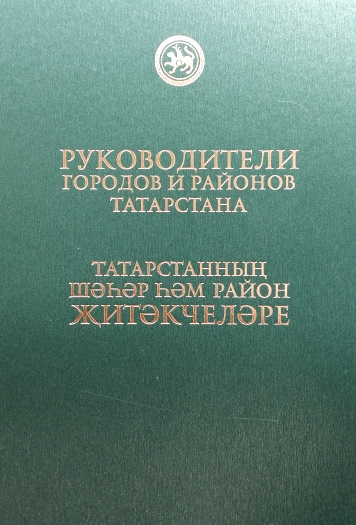 РУКОВОДИТЕЛИ
ГОРОДОВ И РАЙОНОВ
ТАТАРСТАНА
ТАТАРСТАННЫҢ
ШӘҺӘР ҺӘМ РАЙОН
ҖИТӘКЧЕЛӘРЕ